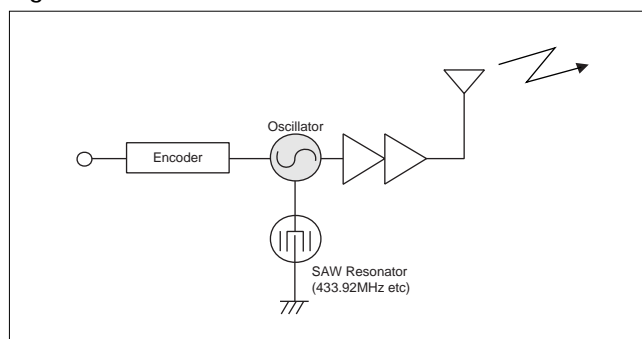 Oscillator
Encoder
SAW Resonator
(433.92MHz etc)